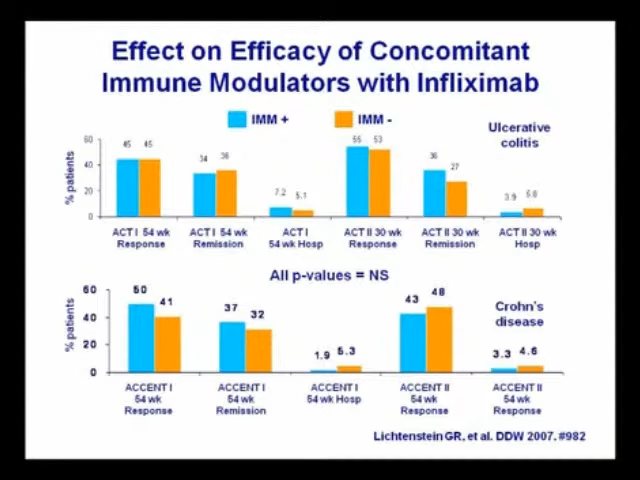 Effect on Efficacy of Concomitant
Immune Modulators with Infliximab
IMM +
IMM -
Ulcerative
colitis
% patients
60
40
20
0
45 45
34 36
7.2 5.1
55 53
36 27
3.9
ACT I 54 wk
Response
ACT I 54 wk
Remission
ACT I
54 wk Hosp
ACT II 30 wk
Response
ACT II 30 wk
Remission
ACT II 30 wk
Hosp
All p-values = NS
Crohn's
disease
% patients
60
40
20
0
50 41
37 32
1.9 5.3
43 48
3.3 4.6
ACCENT I
54 wk
Response
ACCENT I
54 wk
Remission
ACCENT I
54 wk Hosp
ACCENT II
54 wk
Response
ACCENT II
54 wk
Response
Lichtenstein GR, et al. DDW 2007, #982